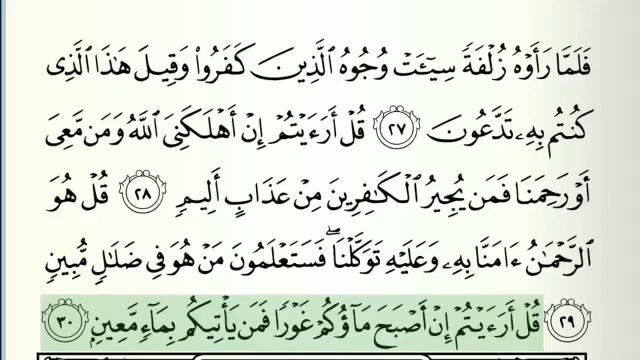 فَلَمَّا رَأَوْهُ زُلْفَةً سِيٓـَٔتْ وُجُوهُ ٱلَّذِينَ كَفَرُوا۟ وَقِيلَ هَٰذَا ٱلَّذِى
كُنتُم بِهِۦ تَدَّعُونَ ٢٧ قُلْ أَرَءَيْتُمْ إِنْ أَهْلَكَنِىَ ٱللَّهُ وَمَن مَّعِىَ
أَوْ رَحِمَنَا فَمَن يُجِيرُ ٱلْكَٰفِرِينَ مِنْ عَذَابٍ أَلِيمٍ ٢٨ قُلْ هُوَ
ٱلرَّحْمَٰنُ ءَامَنَّا بِهِۦ وَعَلَيْهِ تَوَكَّلْنَا ۖ فَسَتَعْلَمُونَ مَنْ هُوَ فِى ضَلَٰلٍ مُّبِينٍ
٢٩ قُلْ أَرَءَيْتُمْ إِنْ أَصْبَحَ مَآؤُكُمْ غَوْرًا فَمَن يَأْتِيكُم بِمَآءٍ مَّعِينٍۭ ٣٠